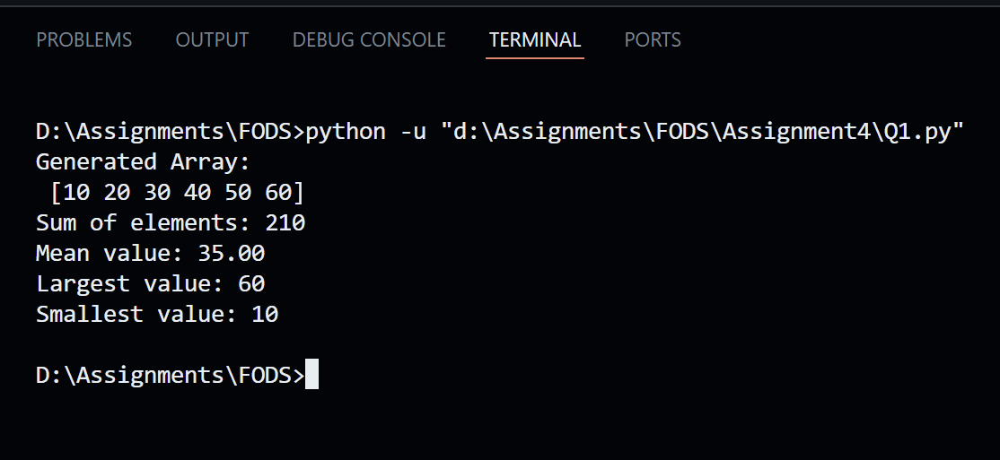 PROBLEMS OUTPUT DEBUG CONSOLE TERMINAL PORTS
D:\Assignments\FODS>python -u "d:\Assignments\FODS\Assignment4\Q1.py"
Generated Array:
 [10 20 30 40 50 60]
Sum of elements: 210
Mean value: 35.00
Largest value: 60
Smallest value: 10
D:\Assignments\FODS>